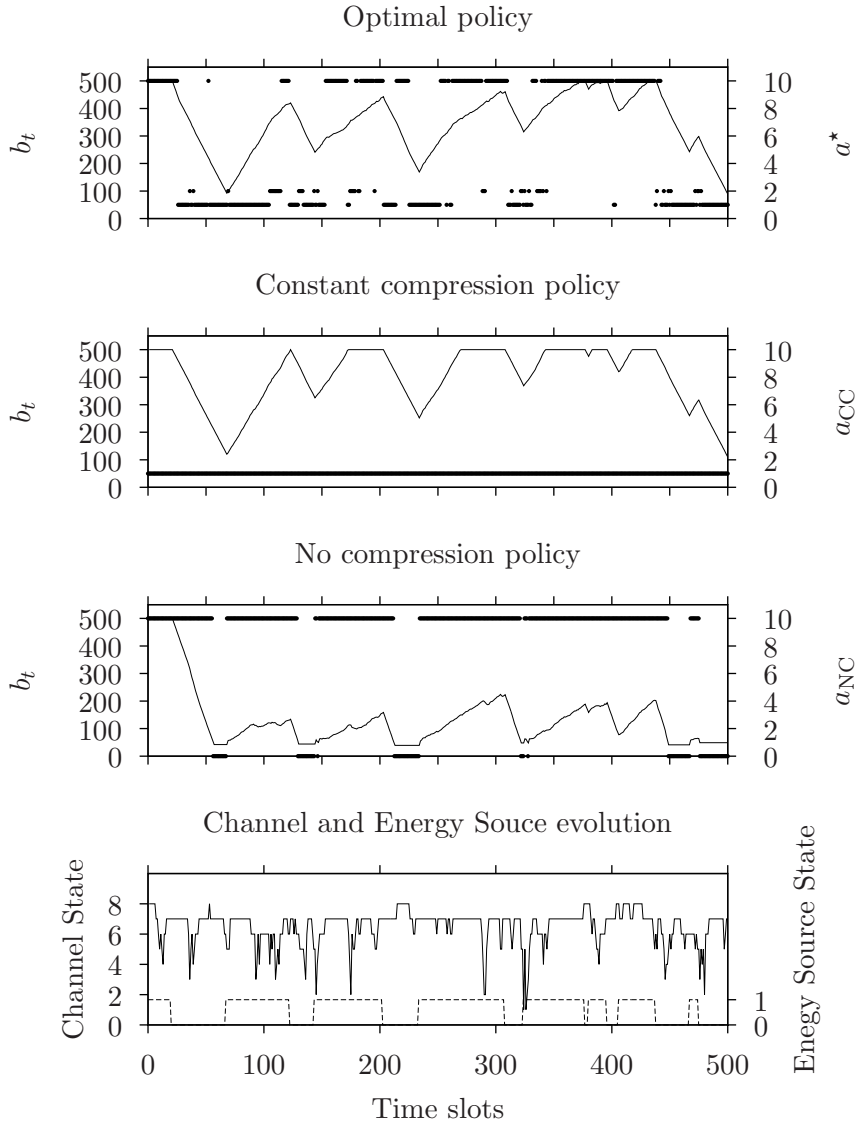 Optimal policy
500 10
400 8
300 6
200 4
100 2
0 0
b_t
a^⋆
Constant compression policy
500 10
400 8
300 6
200 4
100 2
0 0
b_t
a_CC
No compression policy
500 10
400 8
300 6
200 4
100 2
0 0
b_t
a_NC
Channel and Energy Souce evolution
8
6
4
2 1
0 0
Channel State
Enegy Source State
0 100 200 300 400 500
Time slots